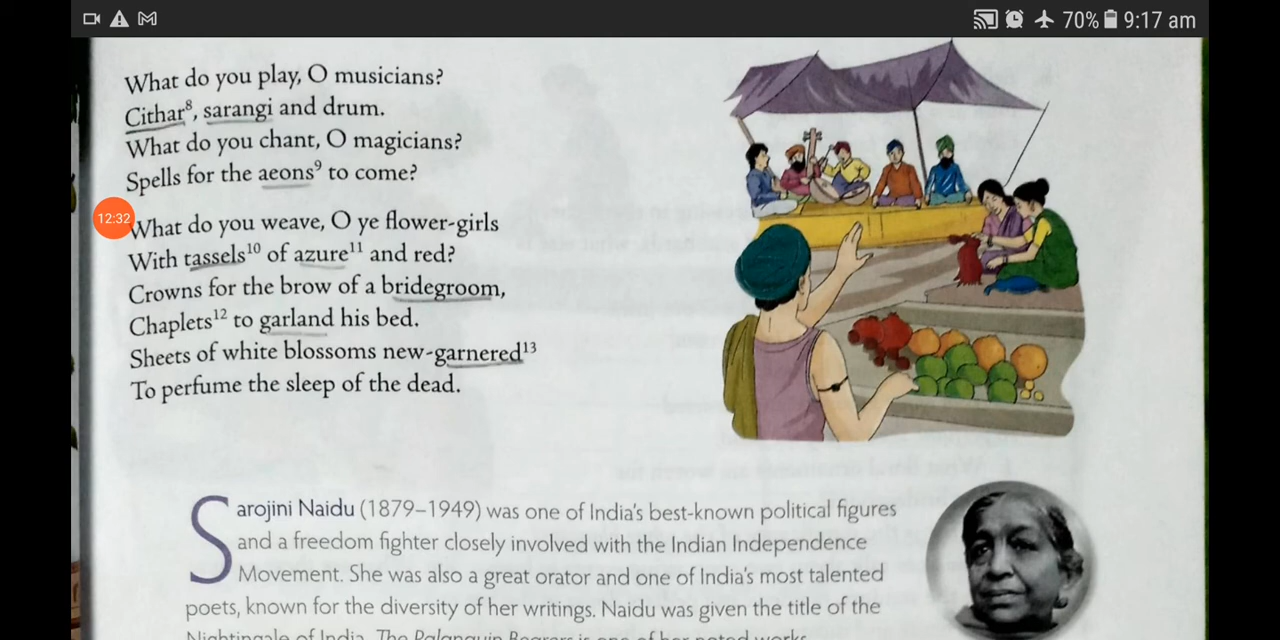 70% 9:17 am
What do you play, O musicians?
Cithar⁸, sarangi and drum.
What do you chant, O magicians?
Spells for the aeons⁹ to come?
12:32
What do you weave, O ye flower-girls
With tassels¹⁰ of azure¹¹ and red?
Crowns for the brow of a bridegroom,
Chaplets¹² to garland his bed.
Sheets of white blossoms new-garnered¹³
To perfume the sleep of the dead.
Sarojini Naidu (1879–1949) was one of India's best-known political figures
and a freedom fighter closely involved with the Indian Independence
Movement. She was also a great orator and one of India's most talented
poets, known for the diversity of her writings. Naidu was given the title of the
Nightingale of India. The Palanquin Bearers is one of her noted works.